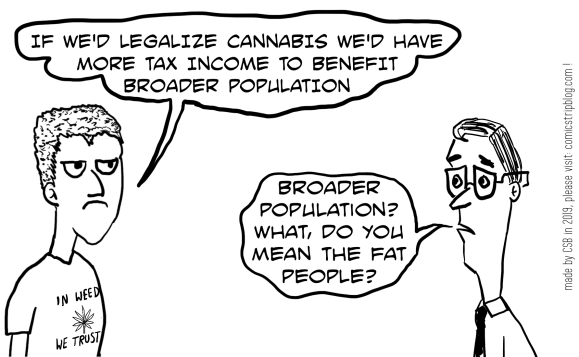 IF WE'D LEGALIZE CANNABIS WE'D HAVE
MORE TAX INCOME TO BENEFIT
BROADER POPULATION
BROADER
POPULATION?
WHAT, DO YOU
MEAN THE FAT
PEOPLE?
IN WEED
WE TRUST
made by CSB in 2019, please visit comicstripblog.com !